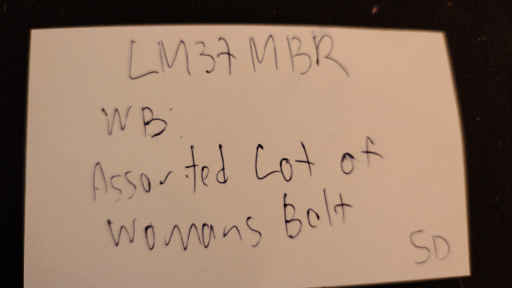 LM37MBR
WB:
Assorted Lot of
Womans Belt
SD